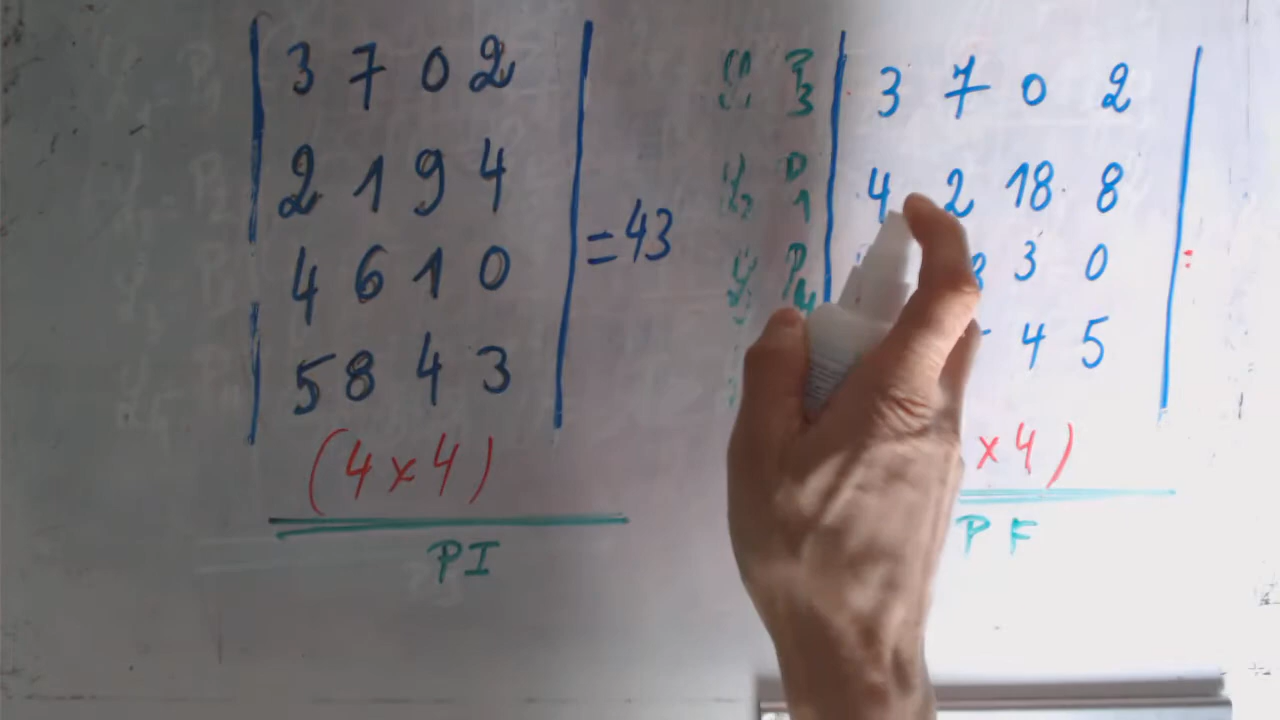 3 7 0 2
2 1 9 4
4 6 1 0
5 8 4 3
= 43
(4 x 4)
PI
3 7 0 2
4 2 18 8
3 0
4 5
x 4)
PF